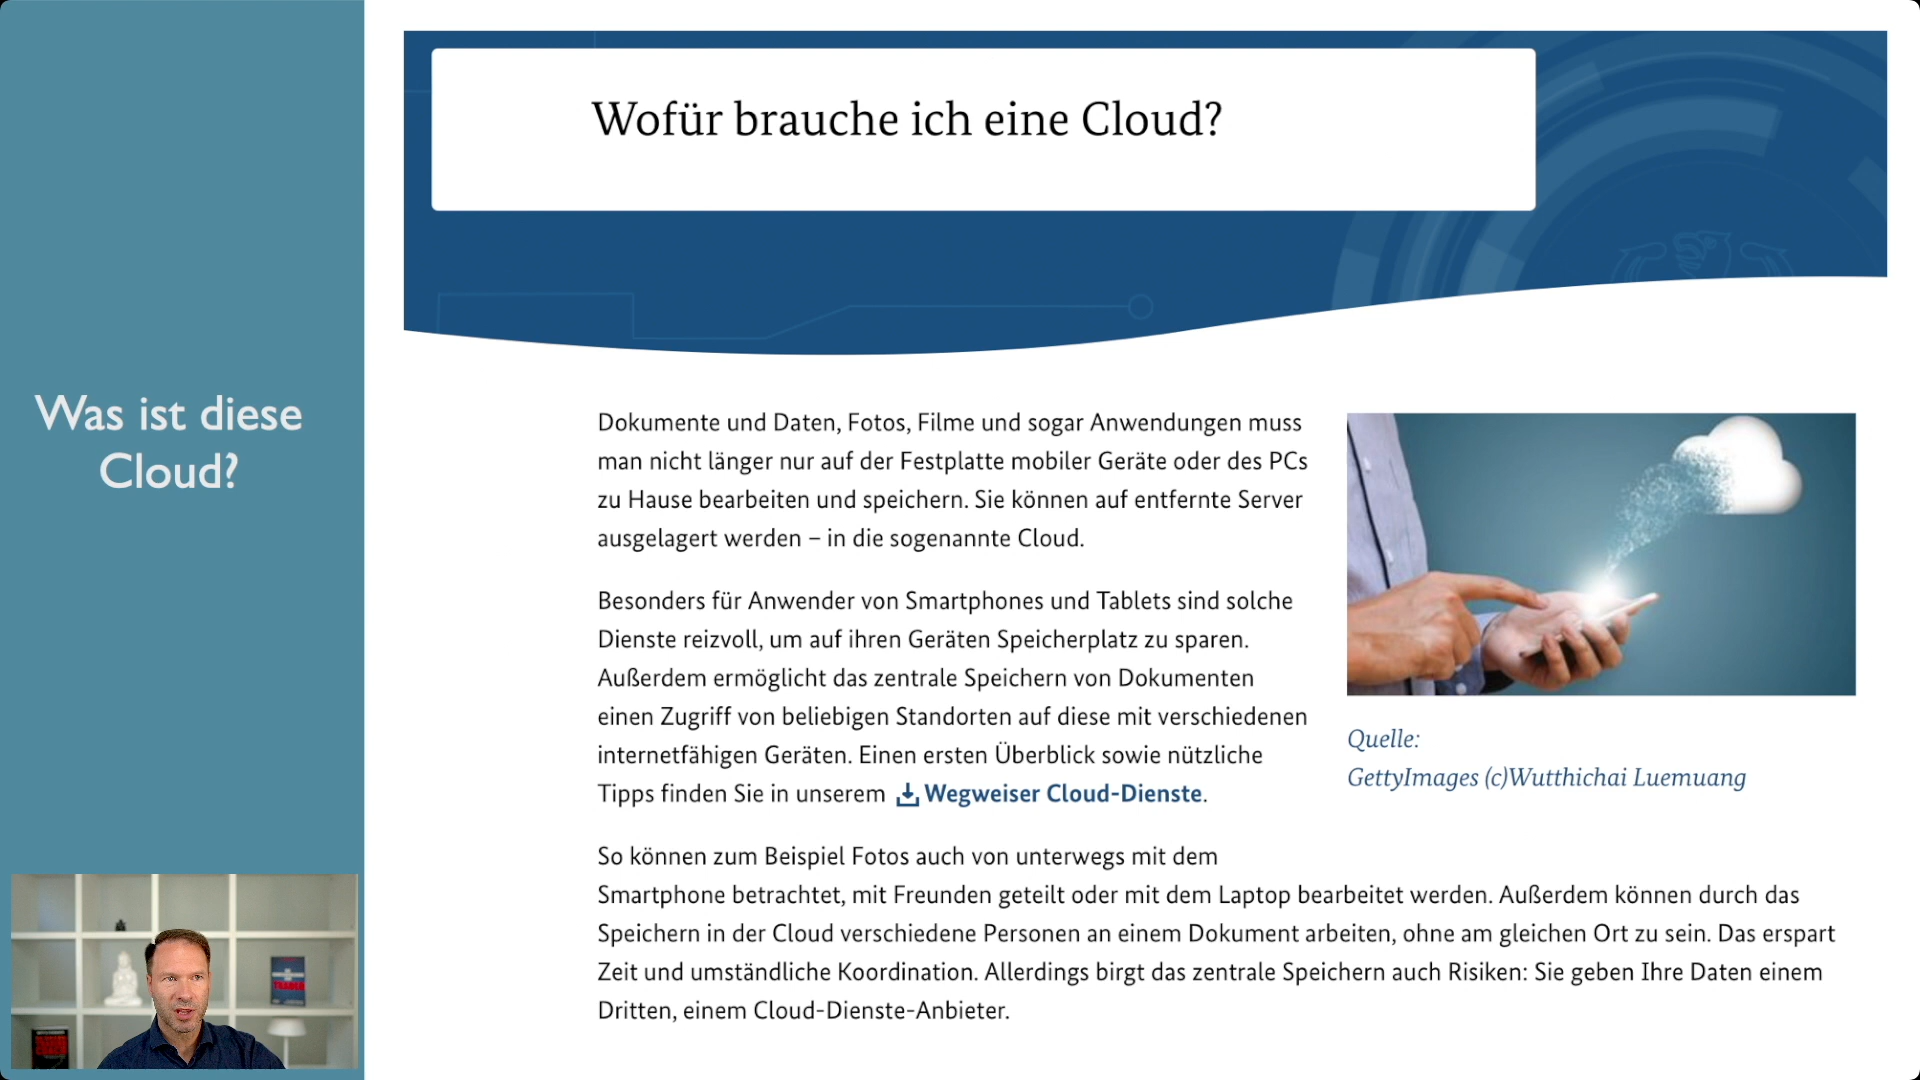 Was ist diese
Cloud?
Wofür brauche ich eine Cloud?
Dokumente und Daten, Fotos, Filme und sogar Anwendungen muss
man nicht länger nur auf der Festplatte mobiler Geräte oder des PCs
zu Hause bearbeiten und speichern. Sie können auf entfernte Server
ausgelagert werden – in die sogenannte Cloud.
Besonders für Anwender von Smartphones und Tablets sind solche
Dienste reizvoll, um auf ihren Geräten Speicherplatz zu sparen.
Außerdem ermöglicht das zentrale Speichern von Dokumenten
einen Zugriff von beliebigen Standorten auf diese mit verschiedenen
internetfähigen Geräten. Einen ersten Überblick sowie nützliche
Tipps finden Sie in unserem Wegweiser Cloud-Dienste.
Quelle:
GettyImages (c)Wutthichai Luemuang
So können zum Beispiel Fotos auch von unterwegs mit dem
Smartphone betrachtet, mit Freunden geteilt oder mit dem Laptop bearbeitet werden. Außerdem können durch das
Speichern in der Cloud verschiedene Personen an einem Dokument arbeiten, ohne am gleichen Ort zu sein. Das erspart
Zeit und umständliche Koordination. Allerdings birgt das zentrale Speichern auch Risiken: Sie geben Ihre Daten einem
Dritten, einem Cloud-Dienste-Anbieter.
TRADER